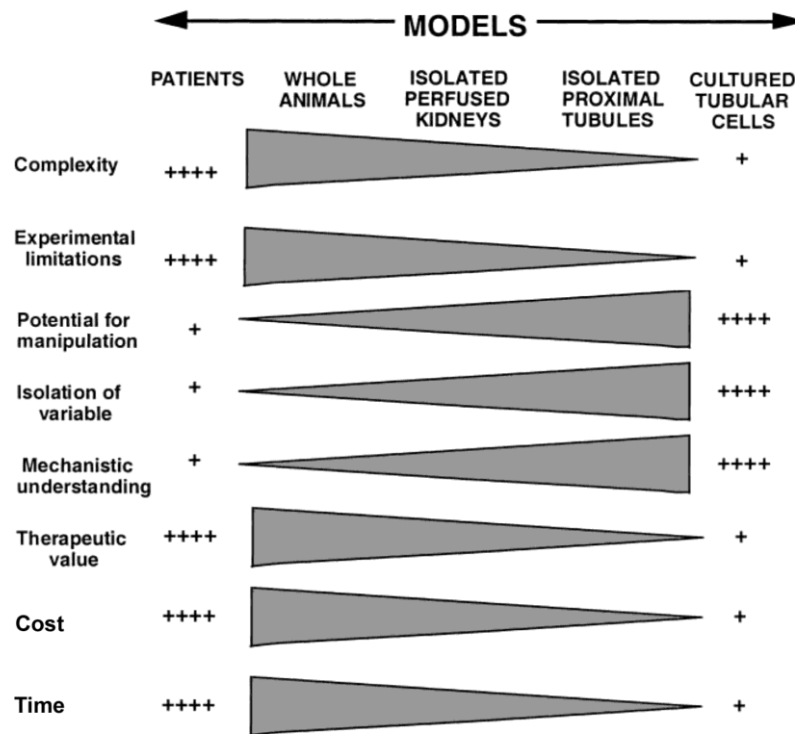 MODELS
PATIENTS
WHOLE
ANIMALS
ISOLATED
PERFUSED
KIDNEYS
ISOLATED
PROXIMAL
TUBULES
CULTURED
TUBULAR
CELLS
Complexity
++++
+
Experimental
limitations
++++
+
Potential for
manipulation
+
++++
Isolation of
variable
+
++++
Mechanistic
understanding
+
++++
Therapeutic
value
++++
+
Cost
++++
+
Time
++++
+